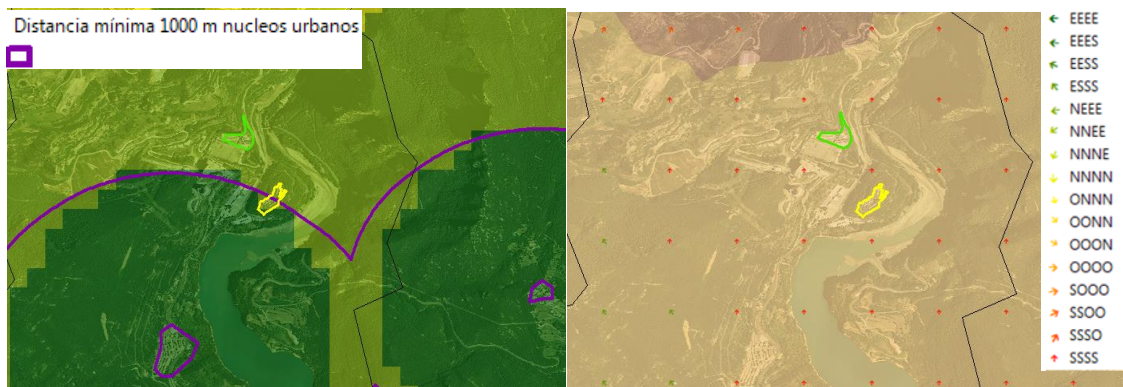 Distancia mínima 1000 m nucleos urbanos
EEEE
EEES
EESS
ESSS
NEEE
NNEE
NNNE
NNNN
ONNN
OONN
OOON
OOOO
SOOO
SSOO
SSSO
SSSS